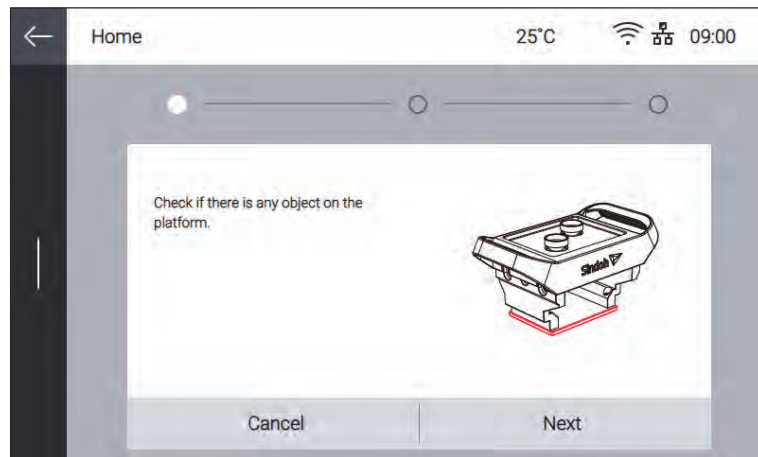 Home
25°C
09:00
Check if there is any object on the
platform.
Sindoh
Cancel
Next